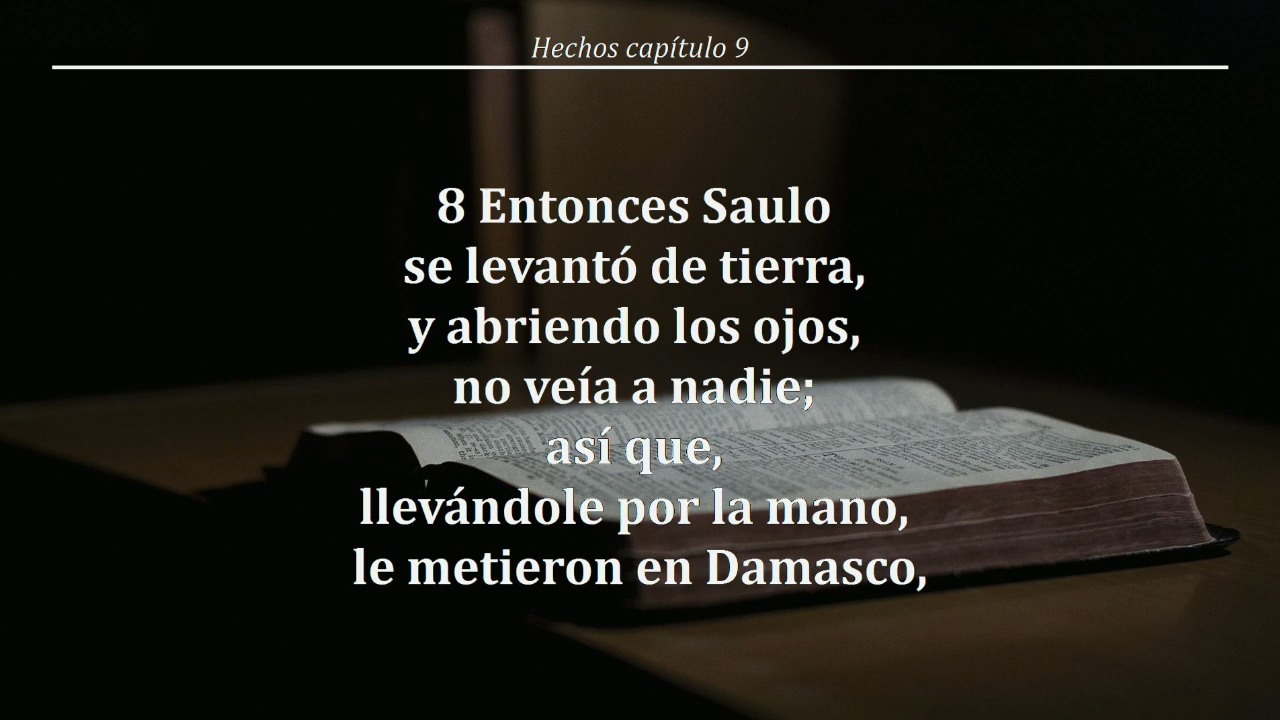 Hechos capítulo 9
8 Entonces Saulo
se levantó de tierra,
y abriendo los ojos,
no veía a nadie;
así que,
llevándole por la mano,
le metieron en Damasco,